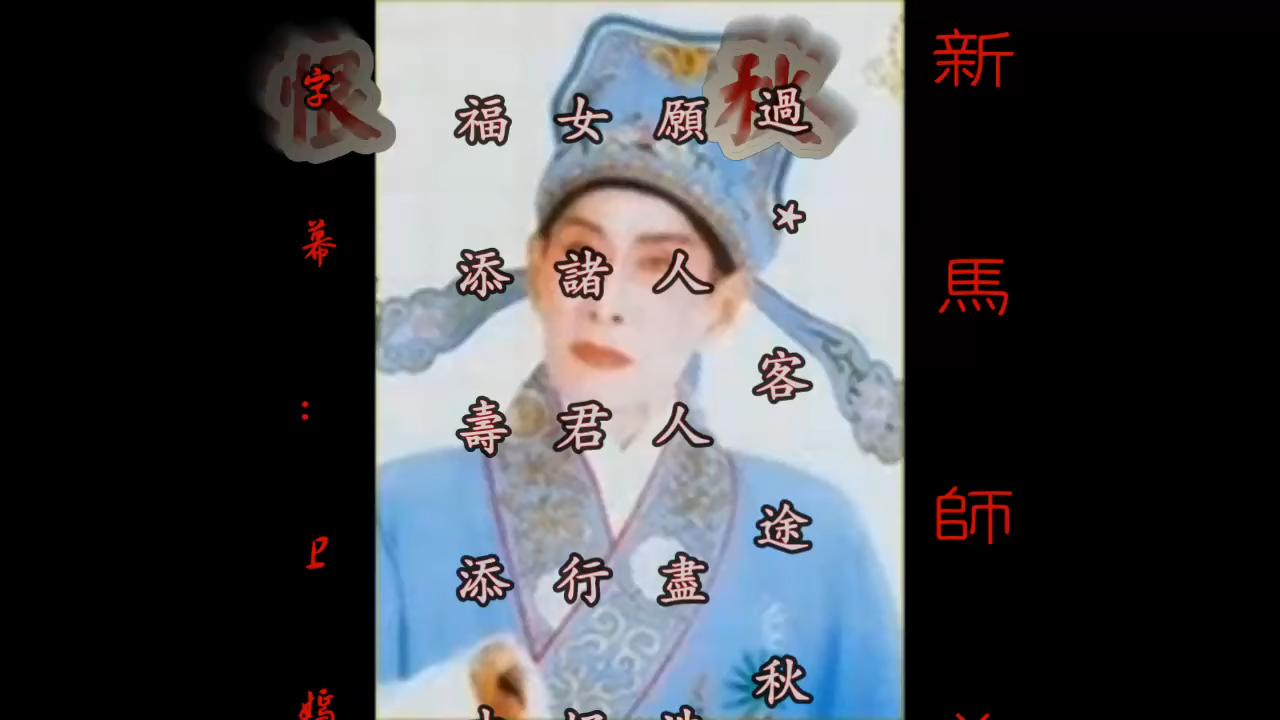 新馬師
秋恨
過*客途秋
願人人盡
女諸君行
福添壽添
字幕: